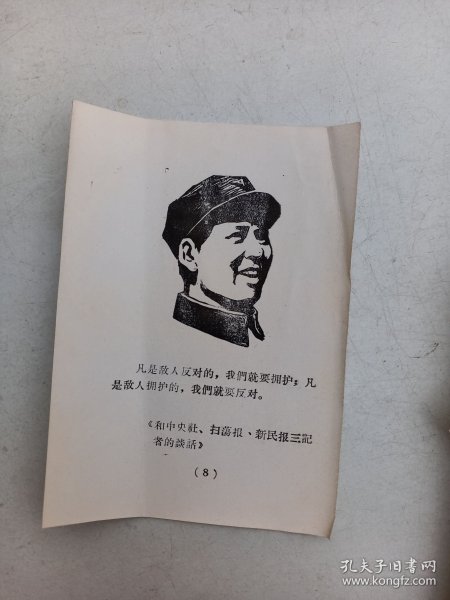 凡是敌人反对的，我們就要拥护；凡
是敌人拥护的，我們就要反对。
《和中央社、扫荡报、新民报三記
者的談話》
（8）
孔夫子旧书网
www.kongfz.com